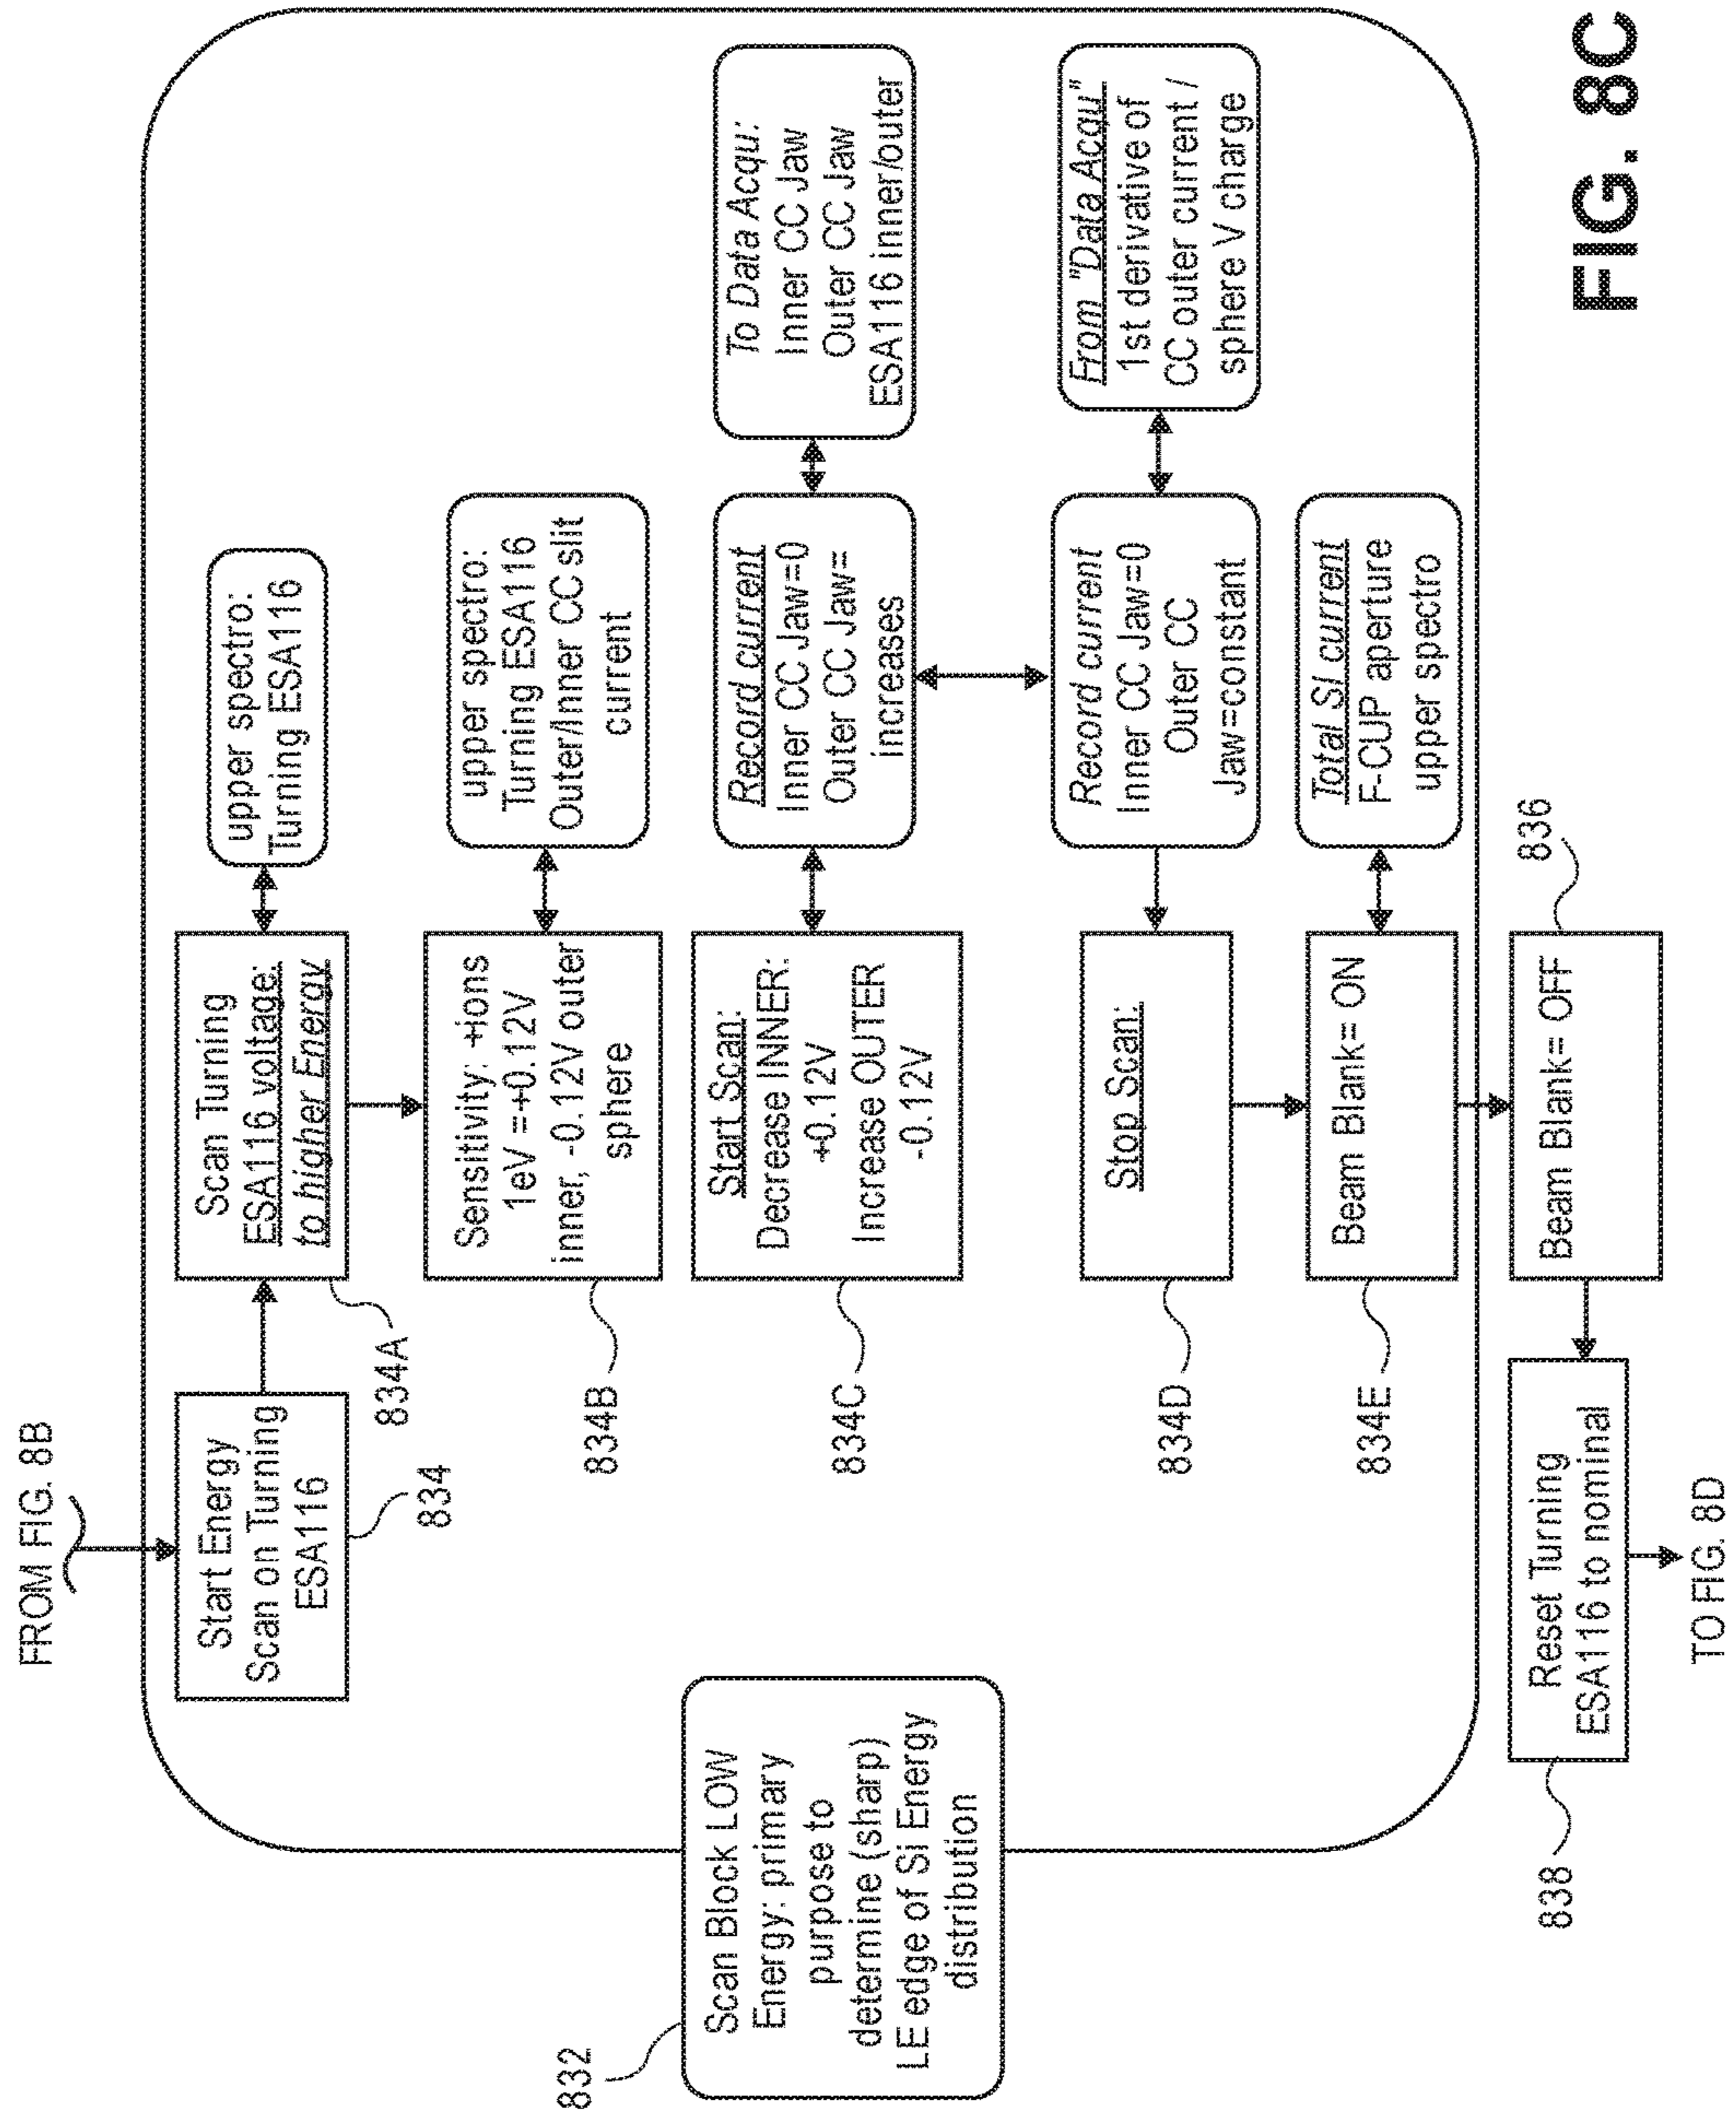 FROM FIG. 8B
Start Energy
Scan on Turning
ESA116
834
Scan Turning
ESA116 voltage:
to higher Energy
834A
upper spectro:
Turning ESA116
Sensitivity: +ions
1eV =+0.12V
inner, -0.12V outer
sphere
834B
upper spectro:
Turning ESA116
Outer/Inner CC slit
current
Scan Block LOW
Energy: primary
purpose to
determine (sharp)
LE edge of SI Energy
distribution
832
Start Scan:
Decrease INNER:
+0.12V
Increase OUTER
-0.12V
834C
Record current
Inner CC Jaw=0
Outer CC Jaw=
increases
To Data Acqu:
Inner CC Jaw
Outer CC Jaw
ESA116 inner/outer
Stop Scan:
834D
Record current
Inner CC Jaw=0
Outer CC
Jaw=constant
From "Data Acqu"
1st derivative of
CC outer current /
sphere V charge
Beam Blank= ON
834E
Total SI current
F-CUP aperture
upper spectro
Beam Blank= OFF
836
Reset Turning
ESA116 to nominal
838
TO FIG. 8D
FIG. 8C